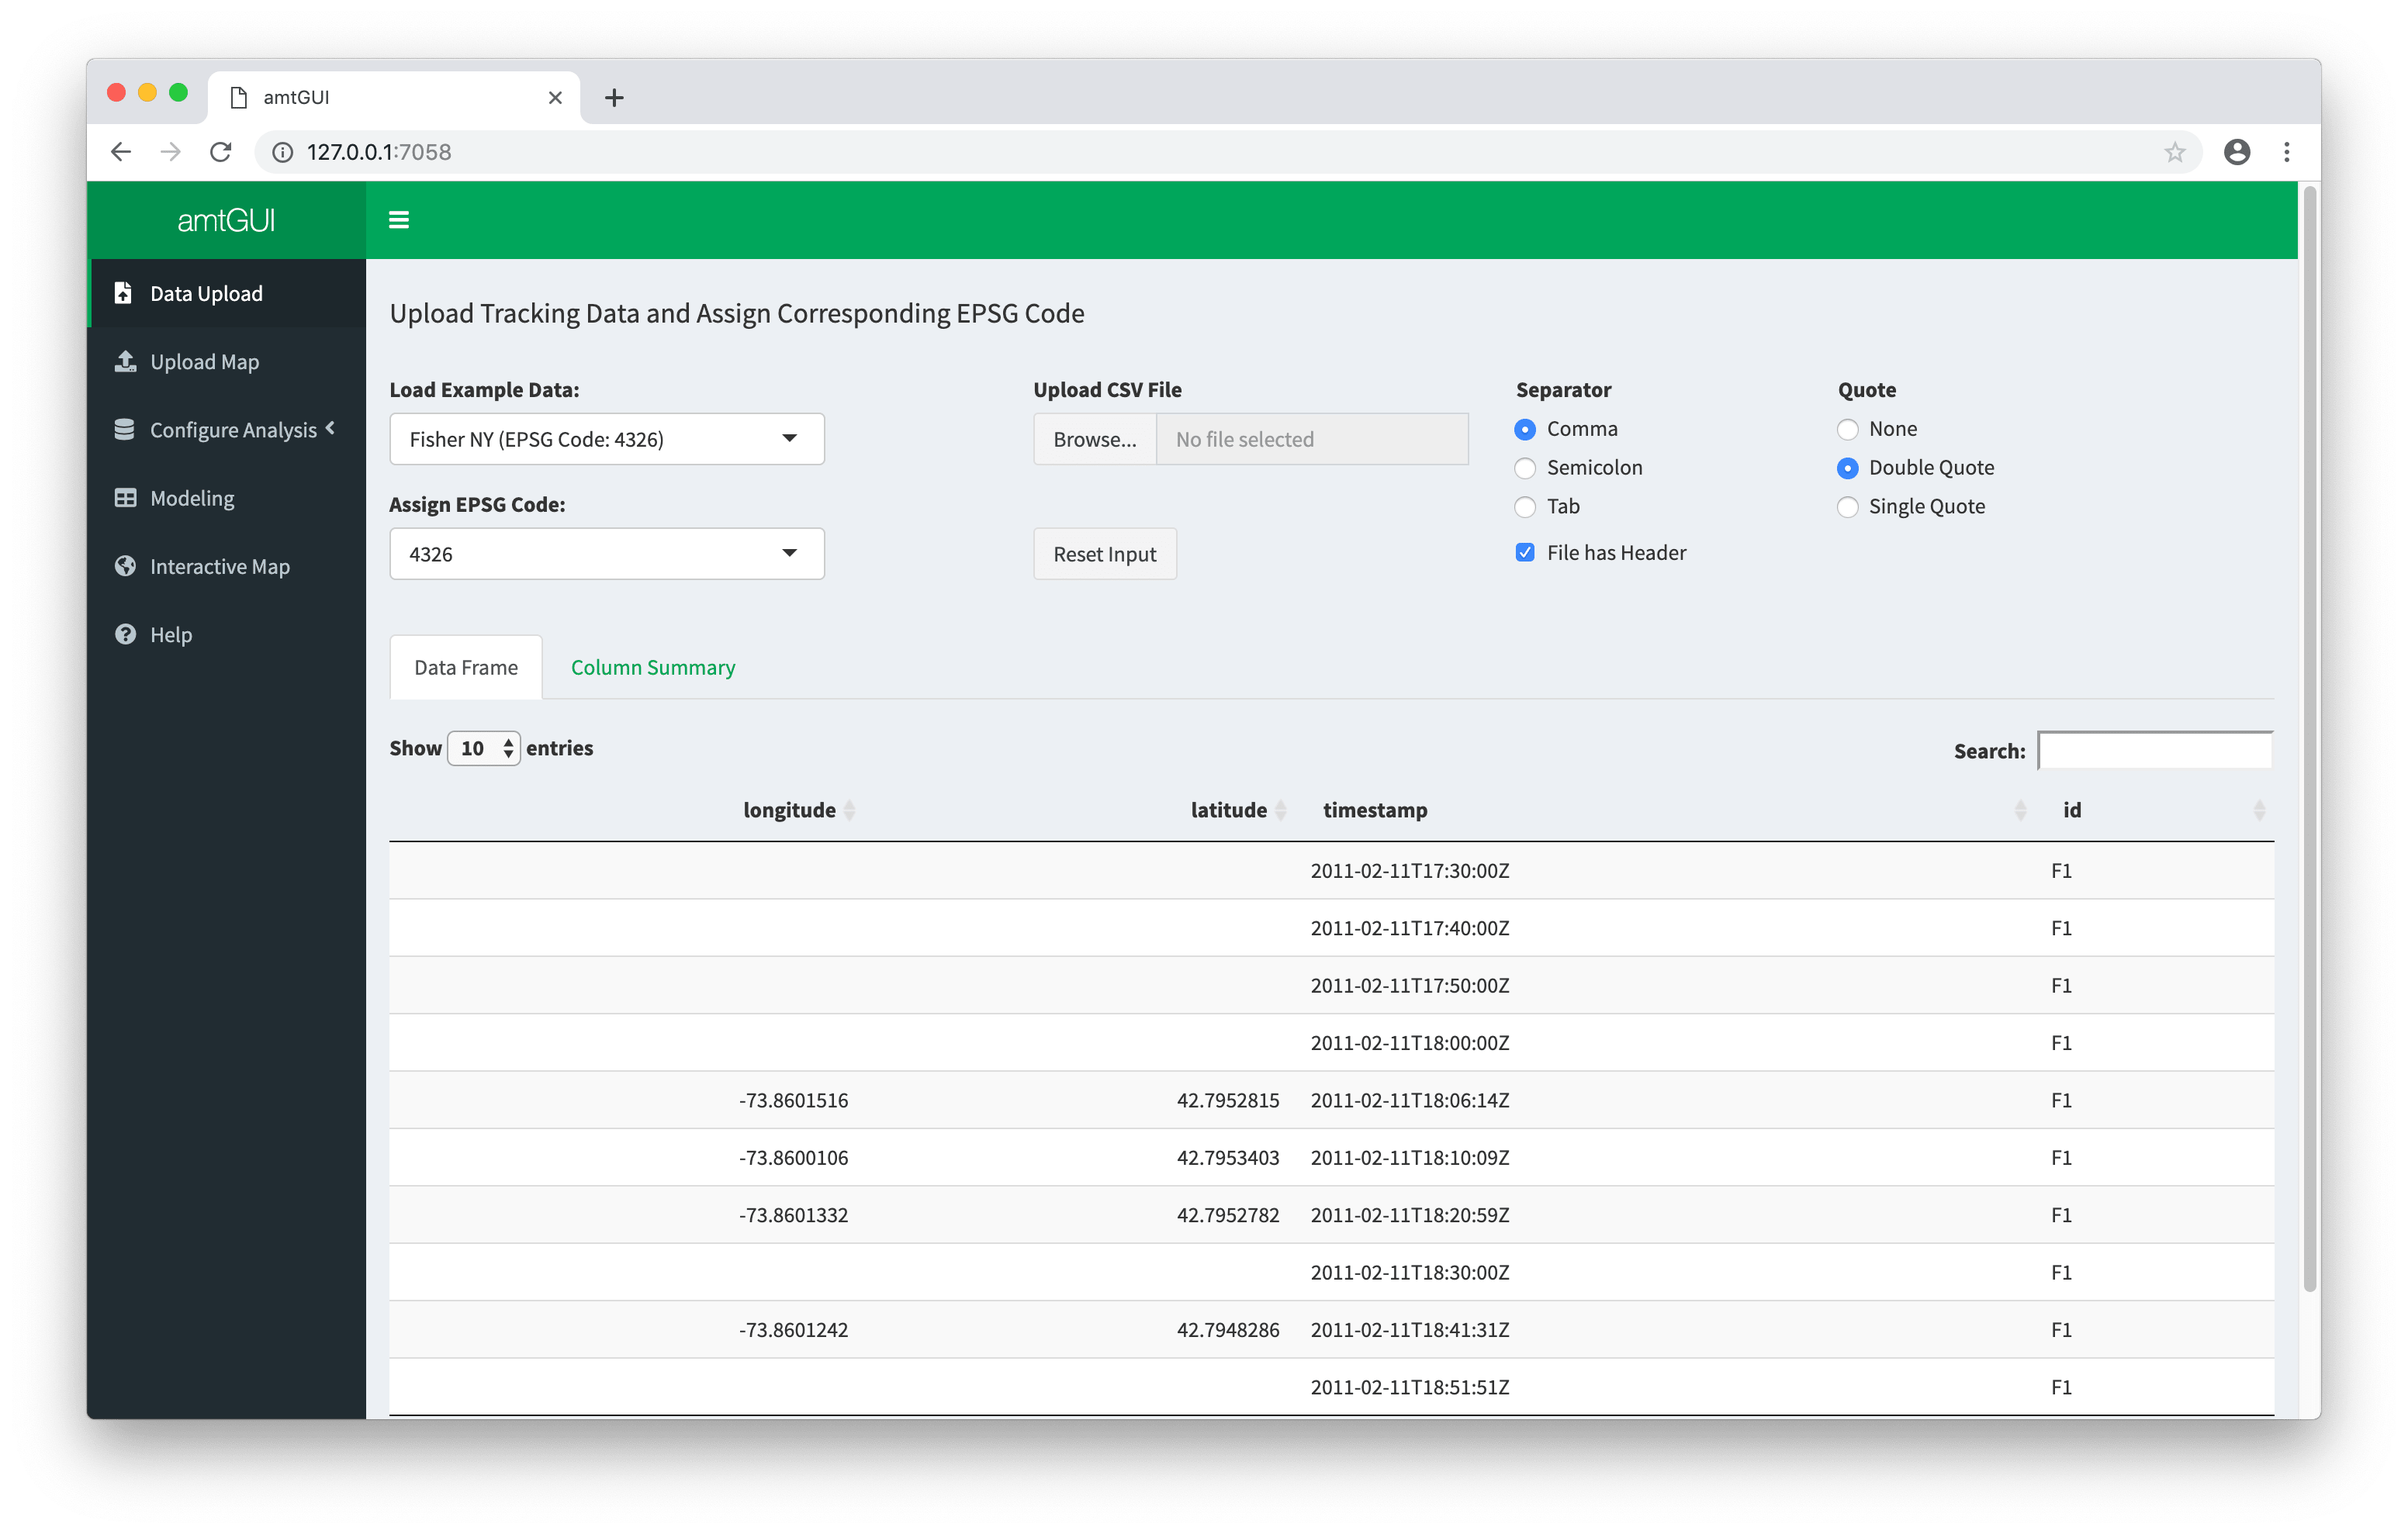 amtGUI
127.0.0.1:7058
amtGUI
Data Upload
Upload Map
Configure Analysis
Modeling
Interactive Map
Help
Upload Tracking Data and Assign Corresponding EPSG Code
Load Example Data: Upload CSV File Separator Quote
Fisher NY (EPSG Code: 4326) Browse... No file selected Comma None
Semicolon Double Quote
Assign EPSG Code: Tab Single Quote
4326 Reset Input File has Header
Data Frame Column Summary
Show 10 entries Search:
longitude latitude timestamp id
2011-02-11T17:30:00Z F1
2011-02-11T17:40:00Z F1
2011-02-11T17:50:00Z F1
2011-02-11T18:00:00Z F1
-73.8601516 42.7952815 2011-02-11T18:06:14Z F1
-73.8600106 42.7953403 2011-02-11T18:10:09Z F1
-73.8601332 42.7952782 2011-02-11T18:20:59Z F1
2011-02-11T18:30:00Z F1
-73.8601242 42.7948286 2011-02-11T18:41:31Z F1
2011-02-11T18:51:51Z F1